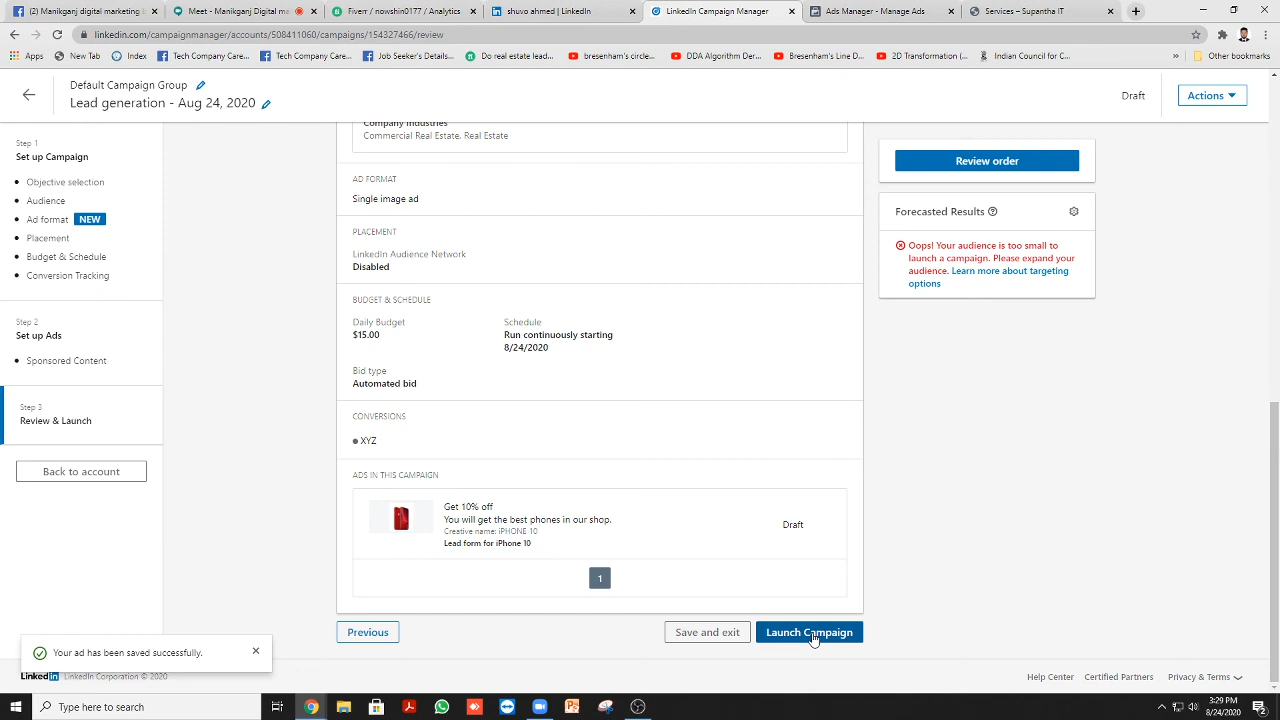 (2) Manikganj digital marketing
Meet - Manikganj digital ma
Fiverr / nowshin0177 / Analytics
shuvo ahmed | LinkedIn
LinkedIn Campaign Manager
Ads Manager - Manage Ads
Services – Supantha IT
linkedin.com/campaignmanager/accounts/508411060/campaigns/154327466/review
Apps
You Tab
(1) WhatsApp
Index
Tech Company Care...
Tech Company Care...
Job Seeker's Details...
Do real estate lead...
bresenham's circle...
DDA Algorithm Der...
Bresenham's Line D...
2D Transformation (...
Indian Council for C...
»
Other bookmarks
Default Campaign Group
Lead generation - Aug 24, 2020
Draft
Actions
Step 1
Set up Campaign
Objective selection
Audience
Ad format NEW
Placement
Budget & Schedule
Conversion Tracking
Step 2
Set up Ads
Sponsored Content
Step 3
Review & Launch
Back to account
Company Industries
Commercial Real Estate, Real Estate
AD FORMAT
Single image ad
PLACEMENT
LinkedIn Audience Network
Disabled
BUDGET & SCHEDULE
Daily Budget
$15.00
Schedule
Run continuously starting
8/24/2020
Bid type
Automated bid
CONVERSIONS
XYZ
ADS IN THIS CAMPAIGN
Get 10% off
You will get the best phones in our shop.
Creative name: iPHONE 10
Lead form for iPhone 10
Draft
1
Previous
Save and exit
Launch Campaign
Review order
Forecasted Results
Oops! Your audience is too small to
launch a campaign. Please expand your
audience. Learn more about targeting
options
Your ad has been saved successfully.
LinkedIn LinkedIn Corporation © 2020
Help Center
Certified Partners
Privacy & Terms
Type here to search
3:29 PM
8/24/2020